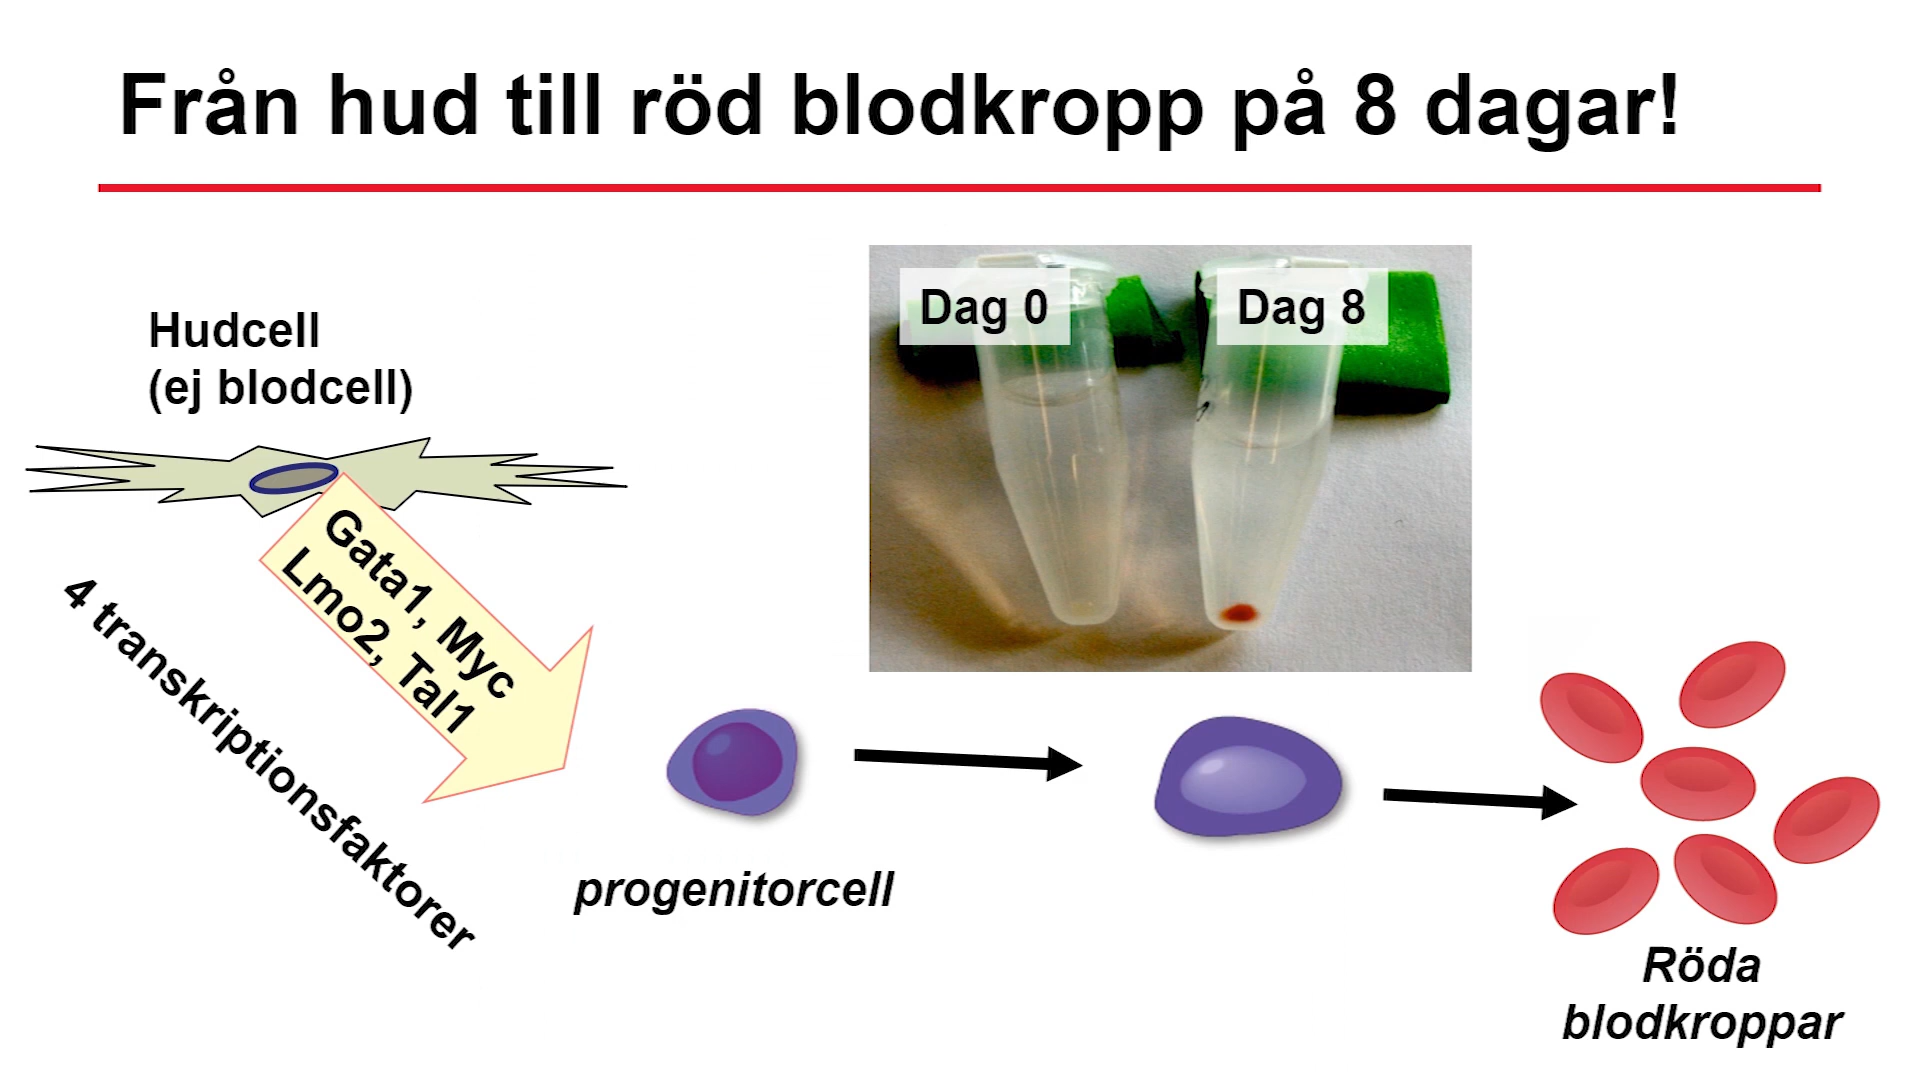 Från hud till röd blodkropp på 8 dagar!
Hudcell
(ej blodcell)
Dag 0
Dag 8
Gata1, Myc
Lmo2, Tal1
4 transkriptionsfaktorer
progenitorcell
Röda
blodkroppar